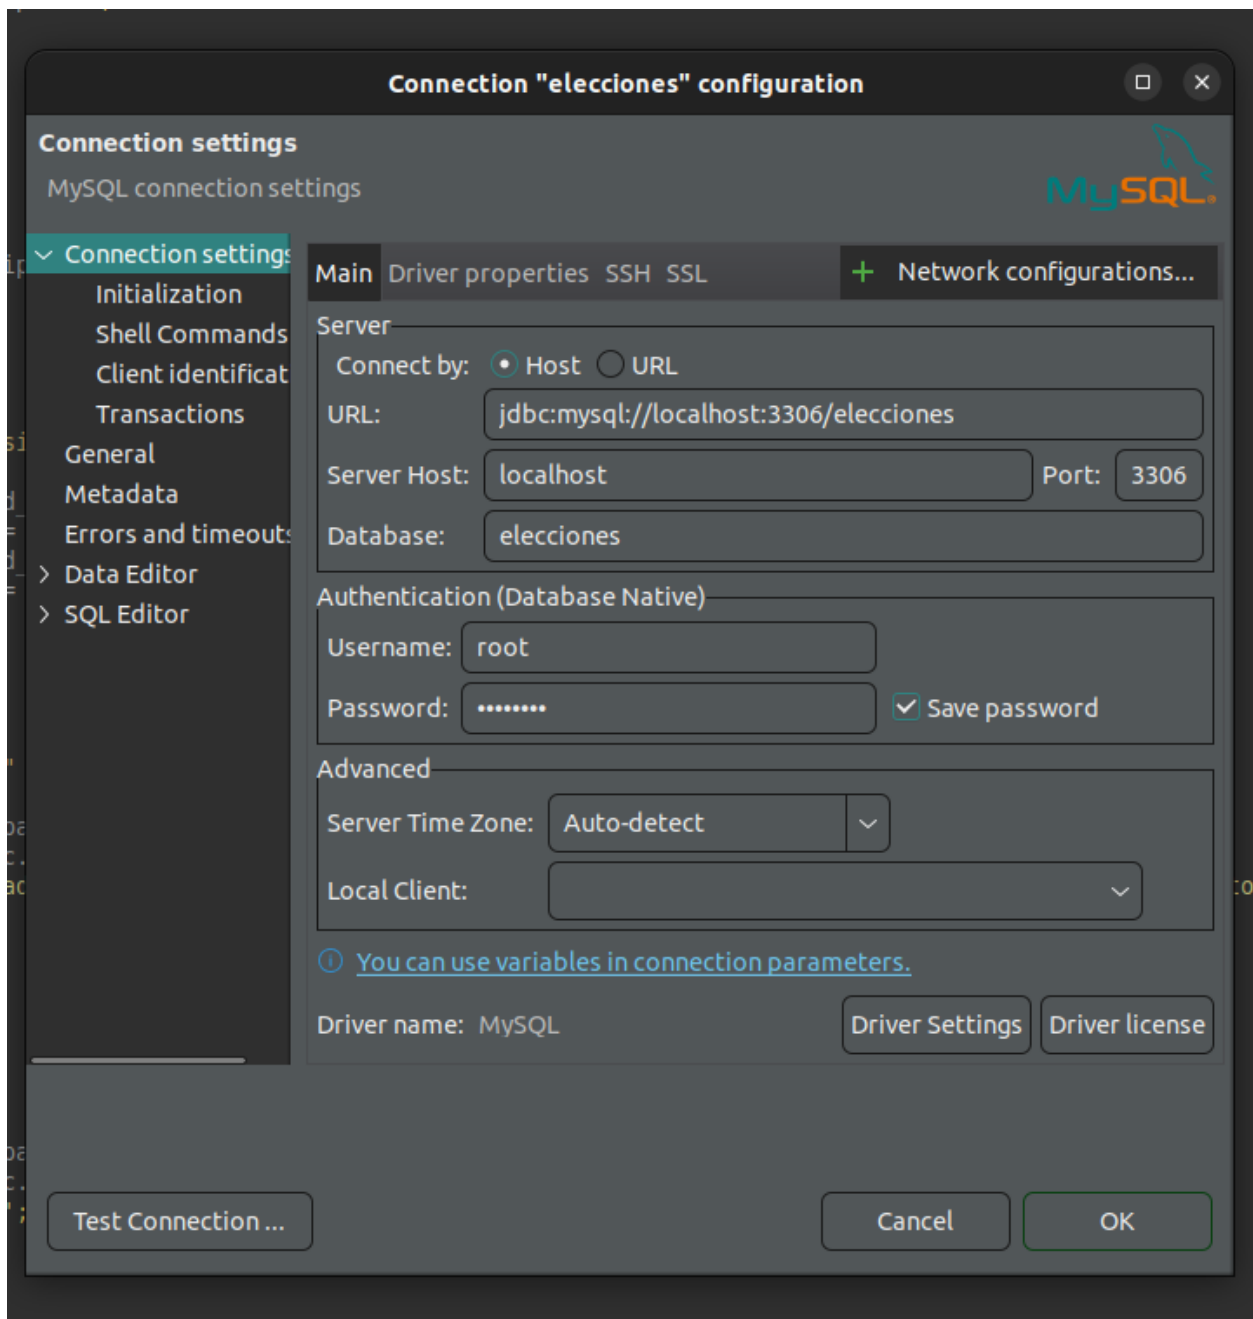 Connection "elecciones" configuration
Connection settings
MySQL connection settings
MySQL®
Connection settings
Initialization
Shell Commands
Client identificat
Transactions
General
Metadata
Errors and timeouts
Data Editor
SQL Editor
Main Driver properties SSH SSL + Network configurations...
Server
Connect by: Host URL
URL: jdbc:mysql://localhost:3306/elecciones
Server Host: localhost Port: 3306
Database: elecciones
Authentication (Database Native)
Username: root
Password: •••••••• Save password
Advanced
Server Time Zone: Auto-detect
Local Client:
You can use variables in connection parameters.
Driver name: MySQL Driver Settings Driver license
Test Connection ... Cancel OK